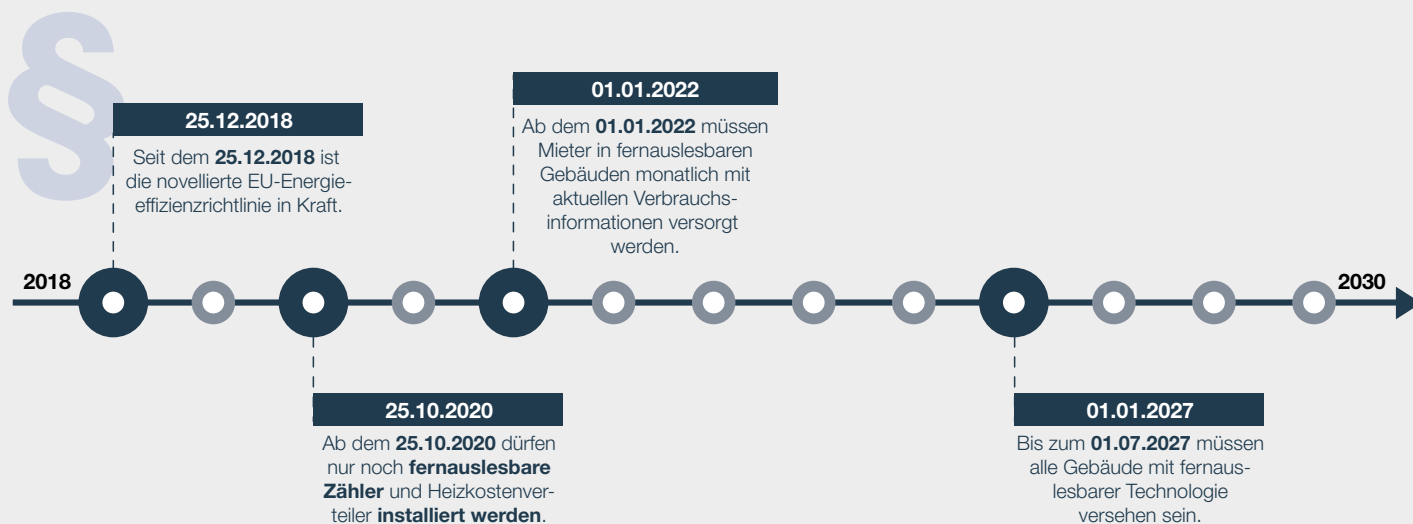 §
25.12.2018
Seit dem 25.12.2018 ist
die novellierte EU-Energie-
effizienzrichtlinie in Kraft.
01.01.2022
Ab dem 01.01.2022 müssen
Mieter in fernauslesbaren
Gebäuden monatlich mit
aktuellen Verbrauchs-
informationen versorgt
werden.
2018
2030
25.10.2020
Ab dem 25.10.2020 dürfen
nur noch fernauslesbare
Zähler und Heizkostenver-
teiler installiert werden.
01.01.2027
Bis zum 01.07.2027 müssen
alle Gebäude mit fernaus-
lesbarer Technologie
versehen sein.